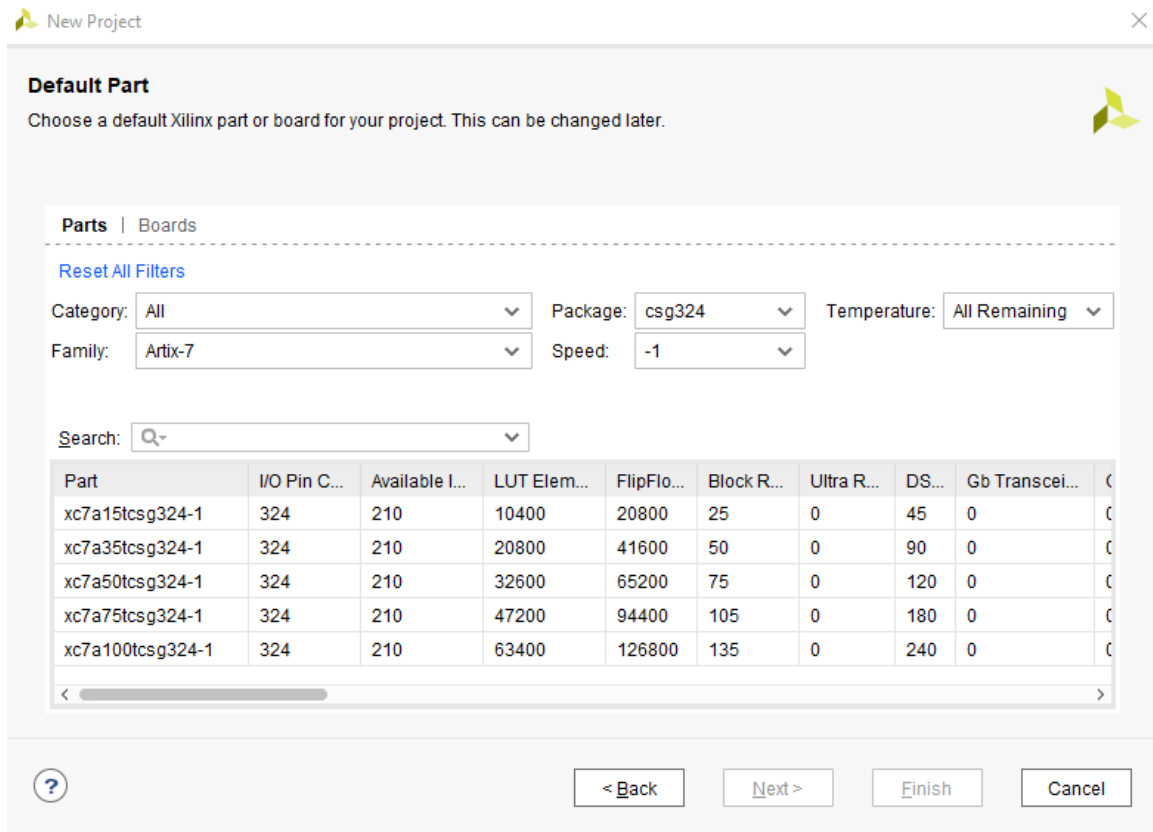 New Project
Default Part
Choose a default Xilinx part or board for your project. This can be changed later.
Parts | Boards
Reset All Filters
Category: All Package: csg324 Temperature: All Remaining
Family: Artix-7 Speed: -1
Search:
Part I/O Pin C... Available I... LUT Elem... FlipFlo... Block R... Ultra R... DS... Gb Transcei...
xc7a15tcsg324-1 324 210 10400 20800 25 0 45 0
xc7a35tcsg324-1 324 210 20800 41600 50 0 90 0
xc7a50tcsg324-1 324 210 32600 65200 75 0 120 0
xc7a75tcsg324-1 324 210 47200 94400 105 0 180 0
xc7a100tcsg324-1 324 210 63400 126800 135 0 240 0
? < Back Next > Finish Cancel